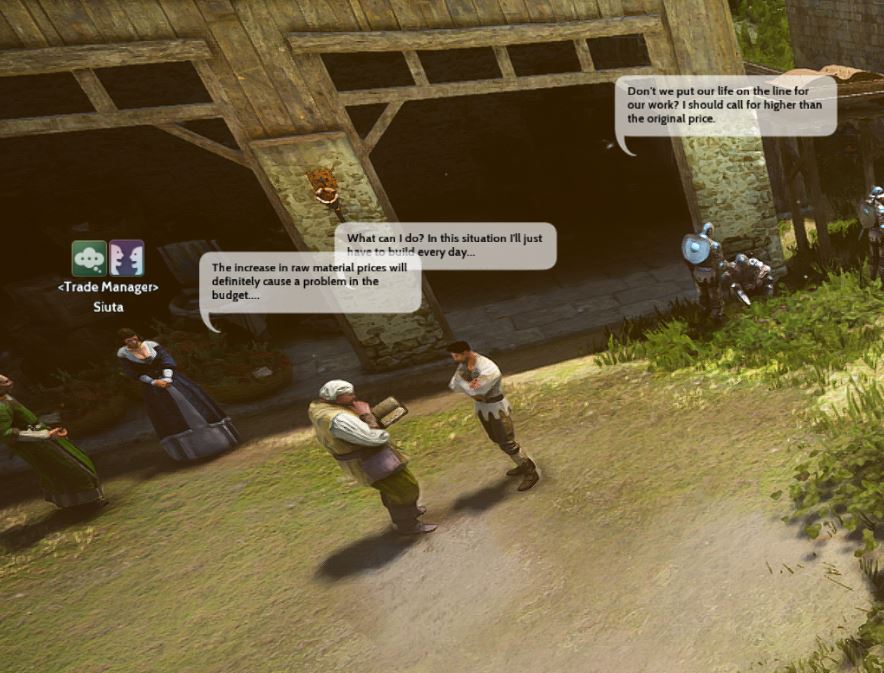 Don't we put our life on the line for
our work? I should call for higher than
the original price.
What can I do? In this situation I'll just
have to build every day...
The increase in raw material prices will
definitely cause a problem in the
budget....
<Trade Manager>
Siuta